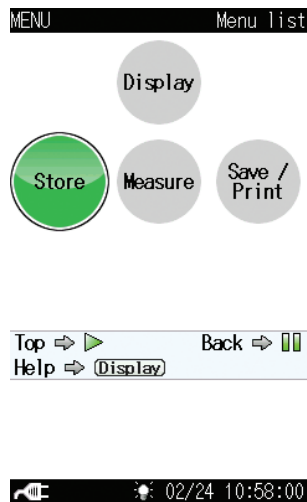 MENU Menu list
Display
Store Measure Save /
Print
Top ⇨ ▷ Back ⇨ ▯▯
Help ⇨ (Display)
02/24 10:58:00